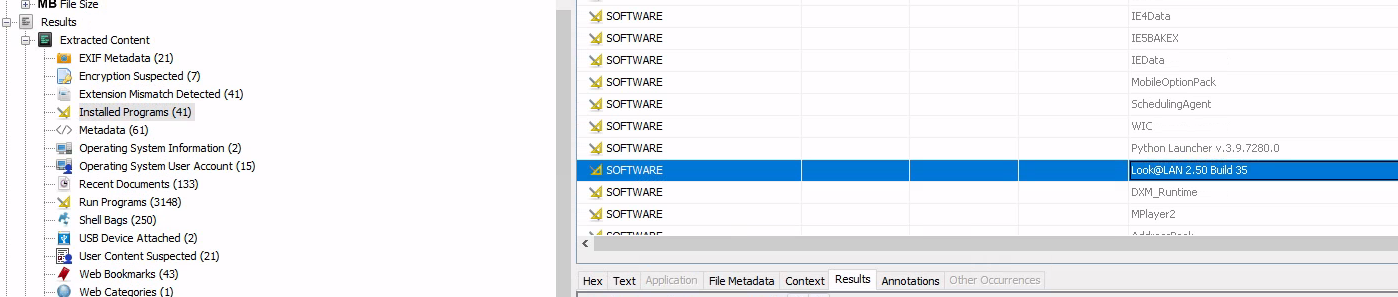 MB File Size
Results
Extracted Content
EXIF Metadata (21)
Encryption Suspected (7)
Extension Mismatch Detected (41)
Installed Programs (41)
Metadata (61)
Operating System Information (2)
Operating System User Account (15)
Recent Documents (133)
Run Programs (3148)
Shell Bags (250)
USB Device Attached (2)
User Content Suspected (21)
Web Bookmarks (43)
Web Categories (1)
SOFTWARE IE4Data
SOFTWARE IE5BAKEX
SOFTWARE IEData
SOFTWARE MobileOptionPack
SOFTWARE SchedulingAgent
SOFTWARE WIC
SOFTWARE Python Launcher v.3.9.7280.0
SOFTWARE Look@LAN 2.50 Build 35
SOFTWARE DXM_Runtime
SOFTWARE MPlayer2
SOFTWARE
Hex Text Application File Metadata Context Results Annotations Other Occurrences